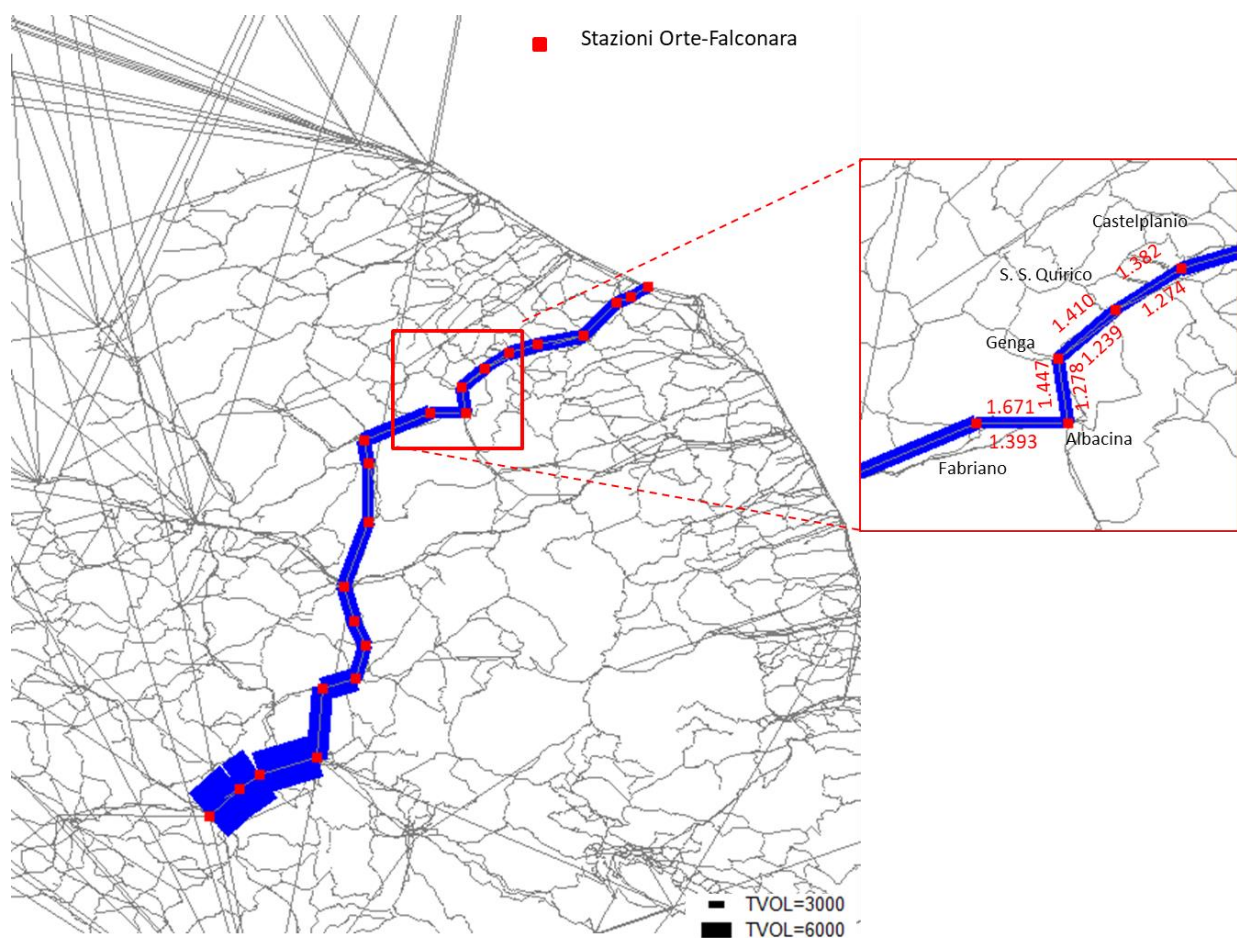 Stazioni Orte-Falconara
Castelplanio
1.382
S. S. Quirico
1.274
1.410
Genga
1.239
1.447
1.278
1.671
Albacina
1.393
Fabriano
TVOL=3000
TVOL=6000